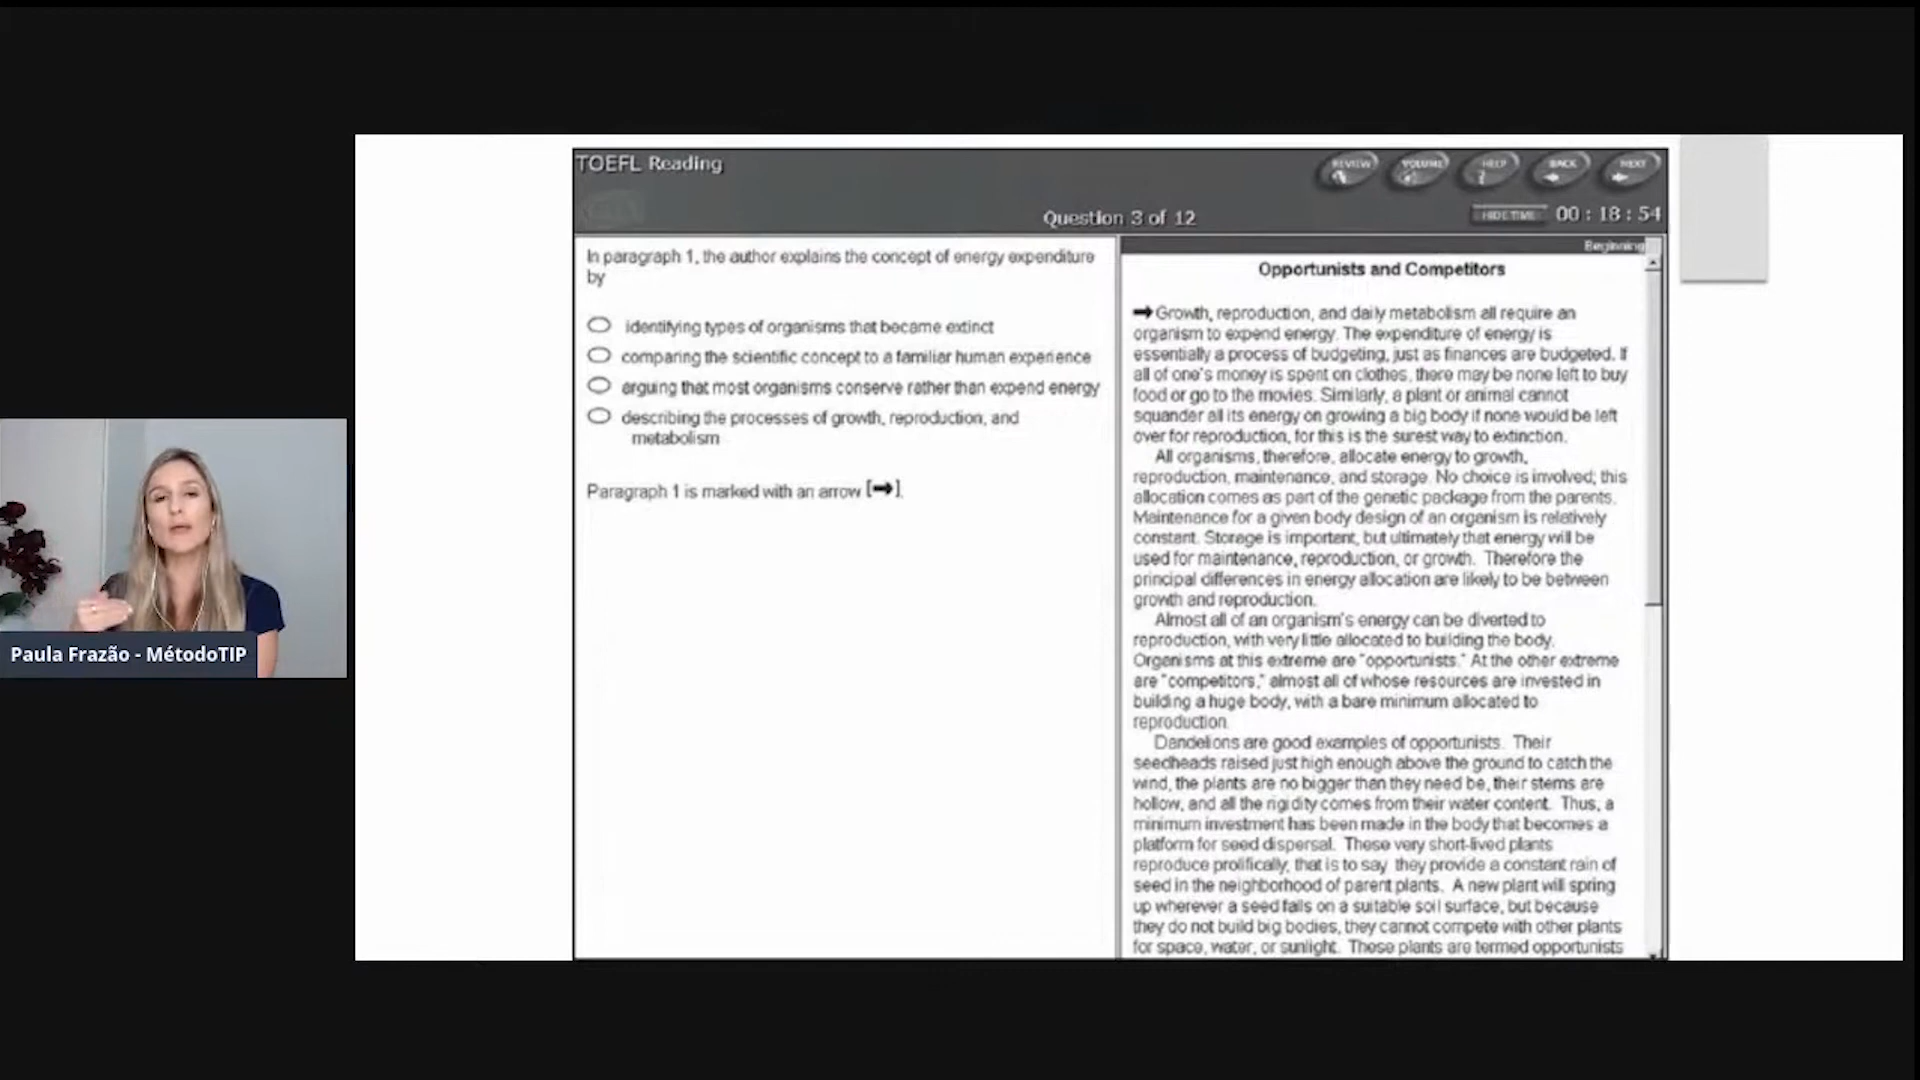 TOEFL Reading
REVIEW
VOLUME
HELP
BACK
NEXT
Question 3 of 12
HIDE TIME
00 : 18 : 54
In paragraph 1, the author explains the concept of energy expenditure
by
identifying types of organisms that became extinct
comparing the scientific concept to a familiar human experience
arguing that most organisms conserve rather than expend energy
describing the processes of growth, reproduction, and
metabolism
Paragraph 1 is marked with an arrow [➡].
Beginning
Opportunists and Competitors
➡Growth, reproduction, and daily metabolism all require an
organism to expend energy. The expenditure of energy is
essentially a process of budgeting, just as finances are budgeted. If
all of one's money is spent on clothes, there may be none left to buy
food or go to the movies. Similarly, a plant or animal cannot
squander all its energy on growing a big body if none would be left
over for reproduction, for this is the surest way to extinction.
All organisms, therefore, allocate energy to growth,
reproduction, maintenance, and storage. No choice is involved; this
allocation comes as part of the genetic package from the parents.
Maintenance for a given body design of an organism is relatively
constant. Storage is important, but ultimately that energy will be
used for maintenance, reproduction, or growth. Therefore the
principal differences in energy allocation are likely to be between
growth and reproduction.
Almost all of an organism's energy can be diverted to
reproduction, with very little allocated to building the body.
Organisms at this extreme are "opportunists." At the other extreme
are "competitors," almost all of whose resources are invested in
building a huge body, with a bare minimum allocated to
reproduction.
Dandelions are good examples of opportunists. Their
seedheads raised just high enough above the ground to catch the
wind, the plants are no bigger than they need be, their stems are
hollow, and all the rigidity comes from their water content. Thus, a
minimum investment has been made in the body that becomes a
platform for seed dispersal. These very short-lived plants
reproduce prolifically; that is to say they provide a constant rain of
seed in the neighborhood of parent plants. A new plant will spring
up wherever a seed falls on a suitable soil surface, but because
they do not build big bodies, they cannot compete with other plants
for space, water, or sunlight. These plants are termed opportunists
Paula Frazão - MétodoTIP